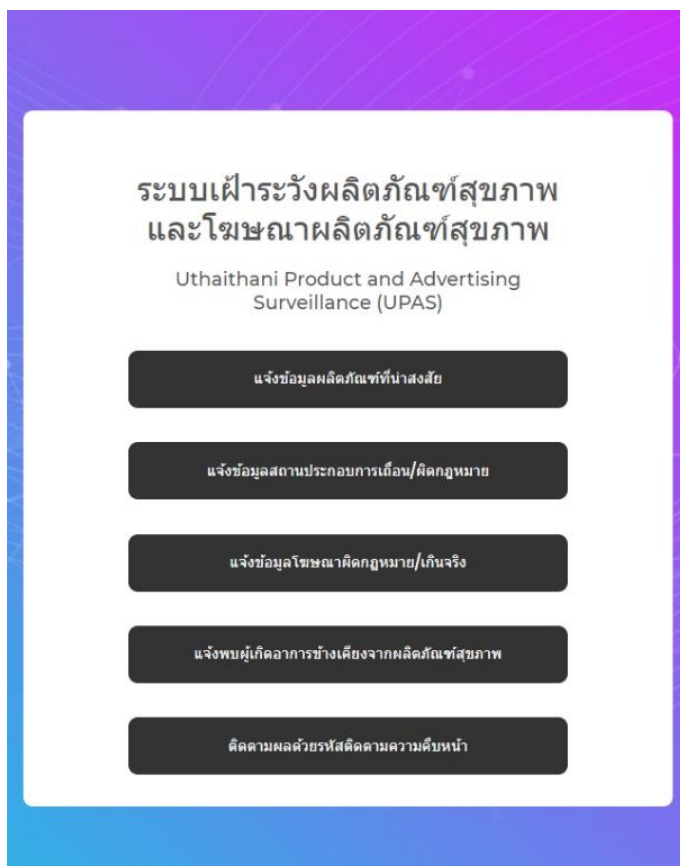 ระบบเฝ้าระวังผลิตภัณฑ์สุขภาพ
และโฆษณาผลิตภัณฑ์สุขภาพ
Uthaithani Product and Advertising
Surveillance (UPAS)
แจ้งข้อมูลผลิตภัณฑ์ที่น่าสงสัย
แจ้งข้อมูลสถานประกอบการเถื่อน/ผิดกฎหมาย
แจ้งข้อมูลโฆษณาผิดกฎหมาย/เกินจริง
แจ้งพบผู้เกิดอาการข้างเคียงจากผลิตภัณฑ์สุขภาพ
ติดตามผลด้วยรหัสติดตามความคืบหน้า